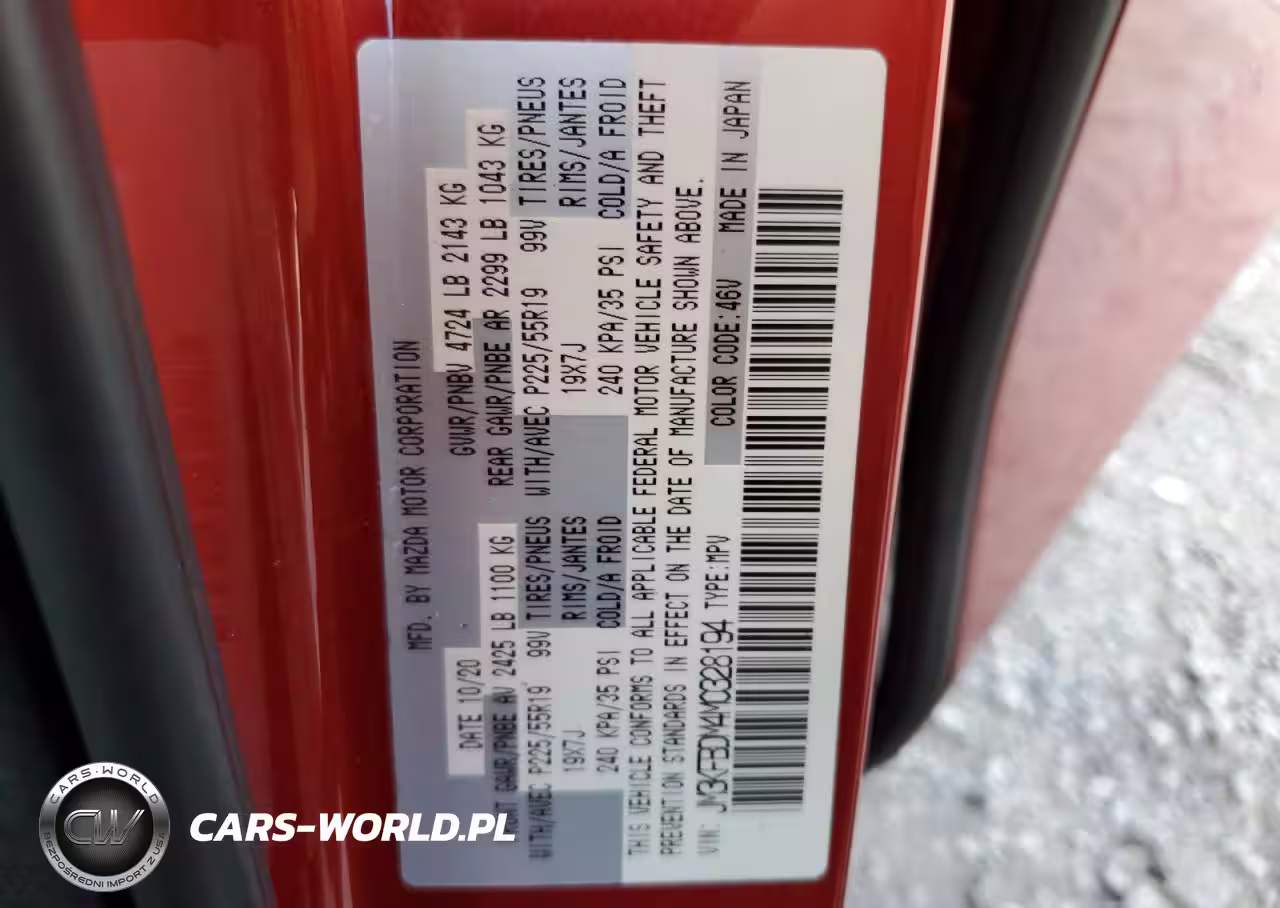 MFD. BY MAZDA MOTOR CORPORATION
DATE 10/20 GVWR/PNBV 4724 LB 2143 KG
FRONT GAWR/PNBE AV 2425 LB 1100 KG REAR GAWR/PNBE AR 2299 LB 1043 KG
WITH/AVEC P225/55R19 99V TIRES/PNEUS WITH/AVEC P225/55R19 99V TIRES/PNEUS
19X7J RIMS/JANTES 19X7J RIMS/JANTES
240 KPA/35 PSI COLD/A FROID 240 KPA/35 PSI COLD/A FROID
THIS VEHICLE CONFORMS TO ALL APPLICABLE FEDERAL MOTOR VEHICLE SAFETY AND THEFT
PREVENTION STANDARDS IN EFFECT ON THE DATE OF MANUFACTURE SHOWN ABOVE.
VIN: JM3KFBDM4M0328194 TYPE:MPV COLOR CODE:46V MADE IN JAPAN
CARS-WORLD
CW
BEZPOŚREDNI IMPORT Z USA
CARS-WORLD.PL